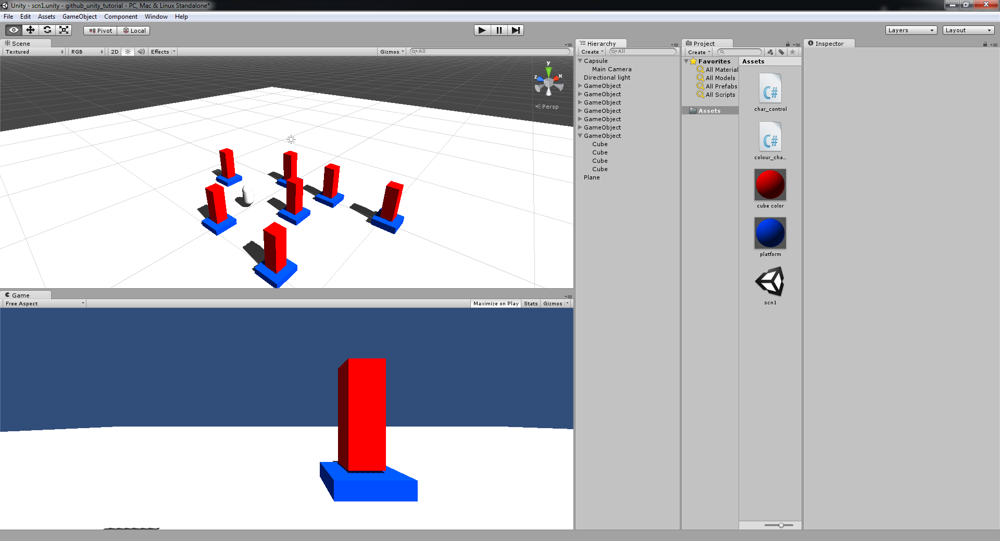 Unity - scn1.unity - github_unity_tutorial - PC, Mac & Linux Standalone*
File Edit Assets GameObject Component Window Help
Pivot Local Layers Layout
Scene
Textured RGB 2D Effects Gizmos All
y
z x
Persp
Game
Free Aspect Maximize on Play Stats Gizmos
Hierarchy
Create All
Capsule
Main Camera
Directional light
GameObject
GameObject
GameObject
GameObject
GameObject
GameObject
GameObject
Cube
Cube
Cube
Cube
Plane
Project
Create
Favorites
All Material
All Models
All Prefabs
All Scripts
Assets
Assets
C#
char_control
C#
colour_cha...
cube color
platform
scn1
Inspector